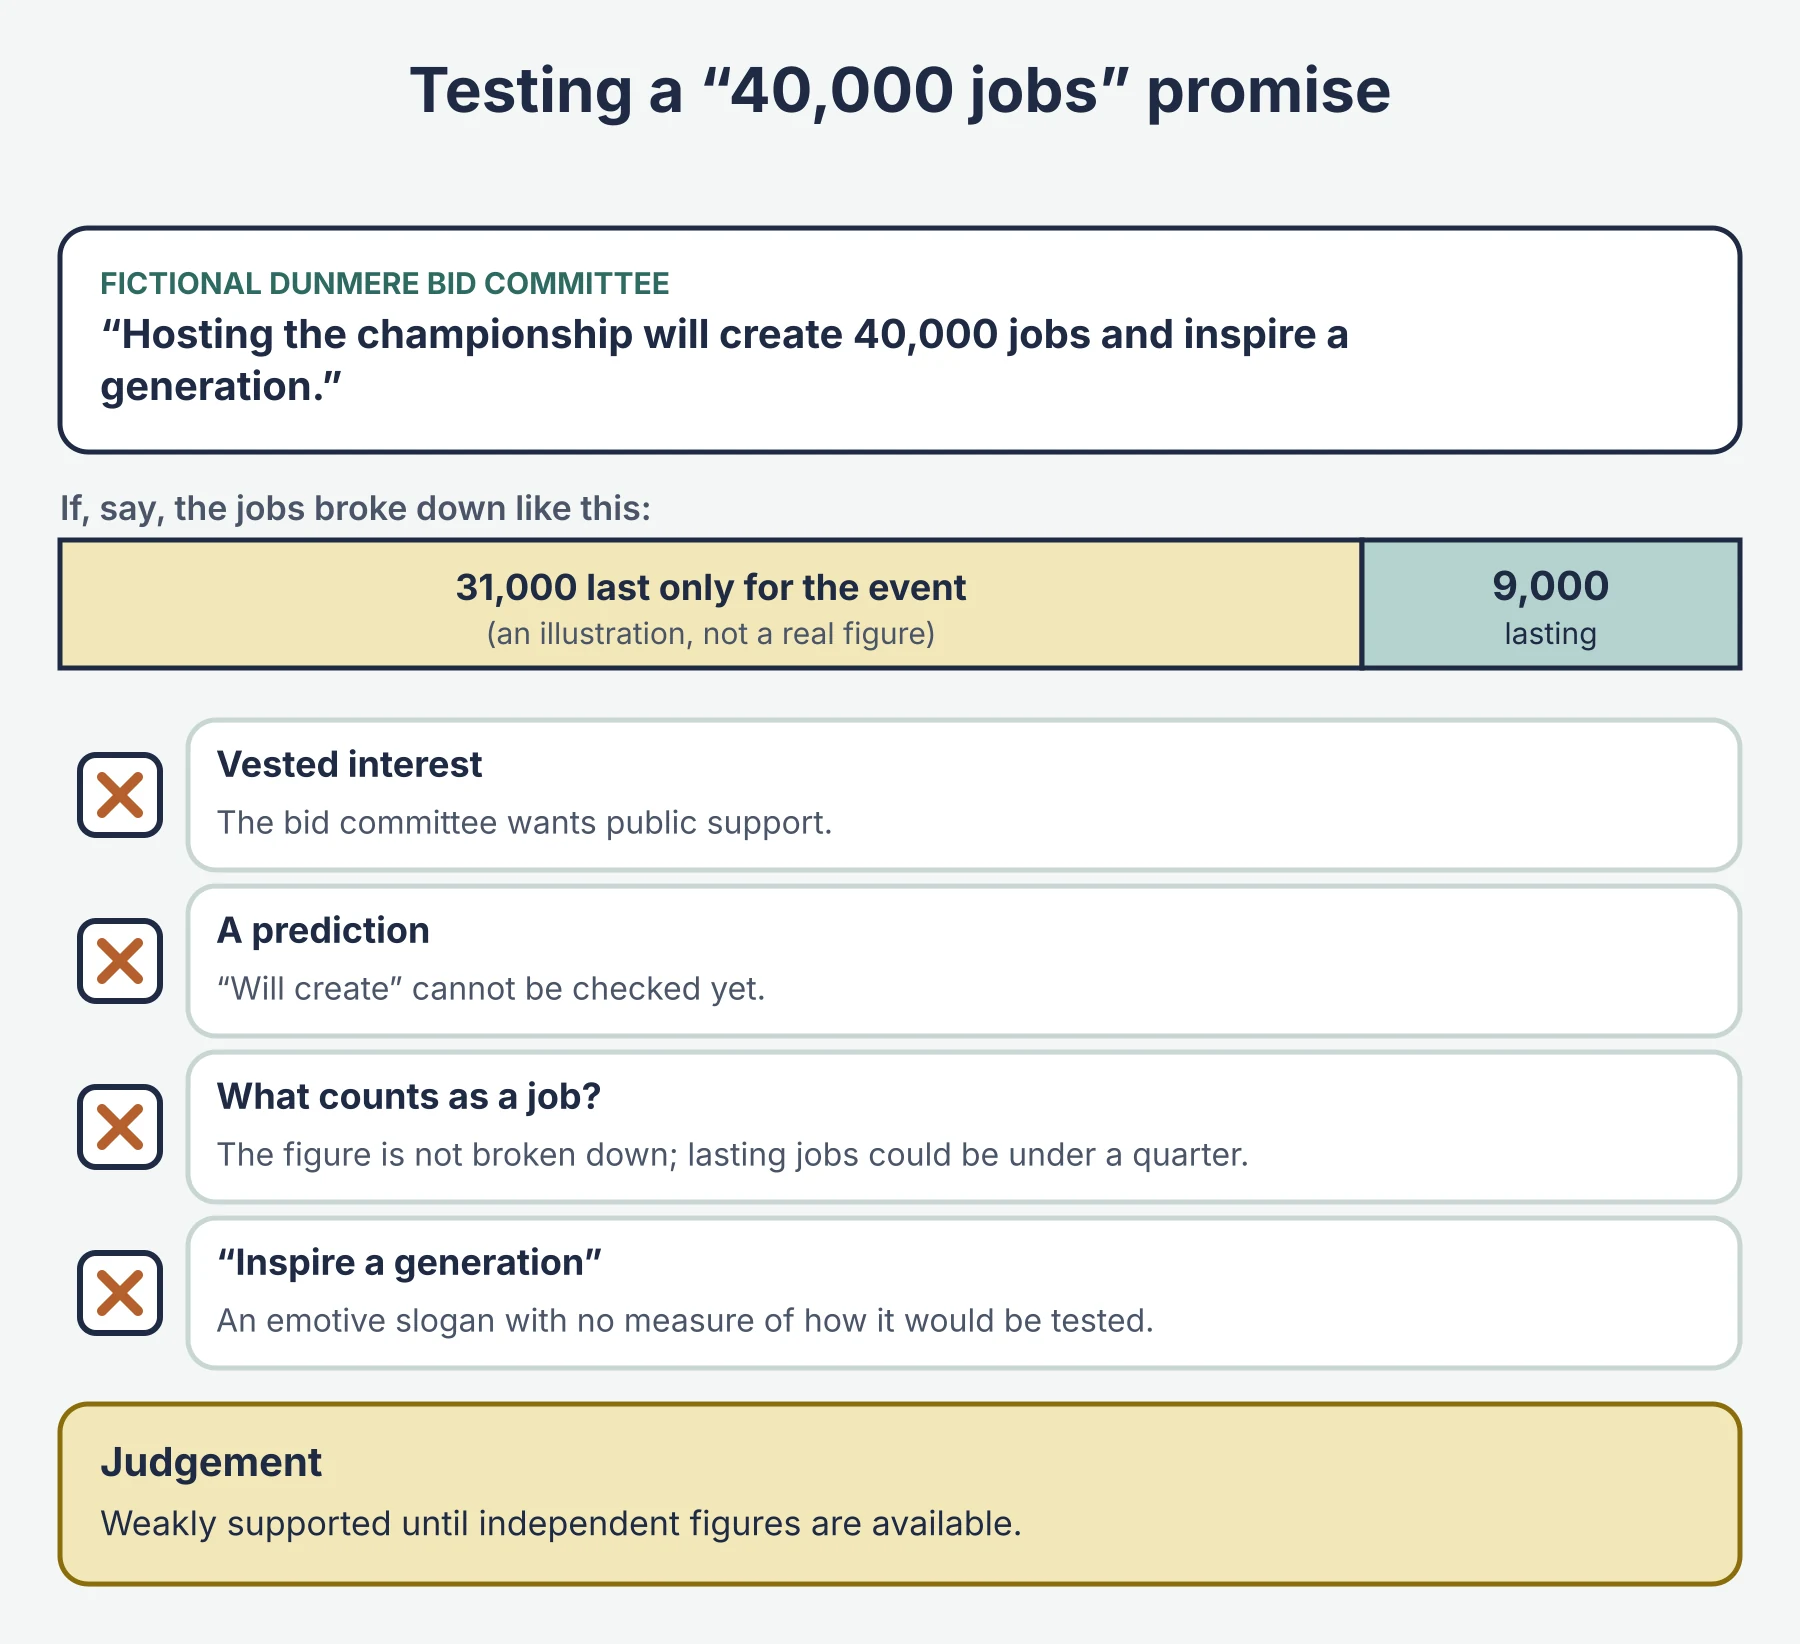 Testing a “40,000 jobs” promise
FICTIONAL DUNMERE BID COMMITTEE
“Hosting the championship will create 40,000 jobs and inspire a
generation.”
If, say, the jobs broke down like this:
31,000 last only for the event
(an illustration, not a real figure)
9,000
lasting
Vested interest
The bid committee wants public support.
A prediction
“Will create” cannot be checked yet.
What counts as a job?
The figure is not broken down; lasting jobs could be under a quarter.
“Inspire a generation”
An emotive slogan with no measure of how it would be tested.
Judgement
Weakly supported until independent figures are available.